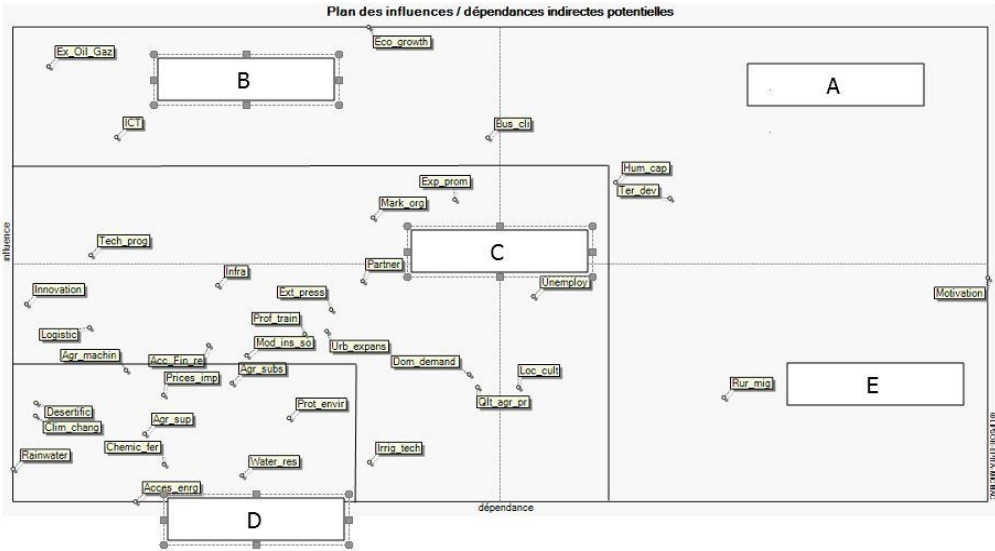 Plan des influences / dépendances indirectes potentielles
Eco_growth
Ex_Oil_Gaz
B
A
ICT
Bus_cli
Hum_cap
Exp_prom
Ter_dev
Mark_org
Tech_prog
C
influence
Partner
Infra
Unemploy
Innovation
Ext_press
Motivation
Prof_train
Logistic
Mod_ins_so
Urb_expans
Agr_machin
Acc_Fin_re
Dom_demand
Agr_subs
Loc_cult
Prices_imp
Rur_mig
E
Qlt_agr_pr
Prot_envir
Desertific
Agr_sup
Clim_chang
Chemic_fer
Irrig_tech
Rainwater
Water_res
Acces_enrg
dépendance
D